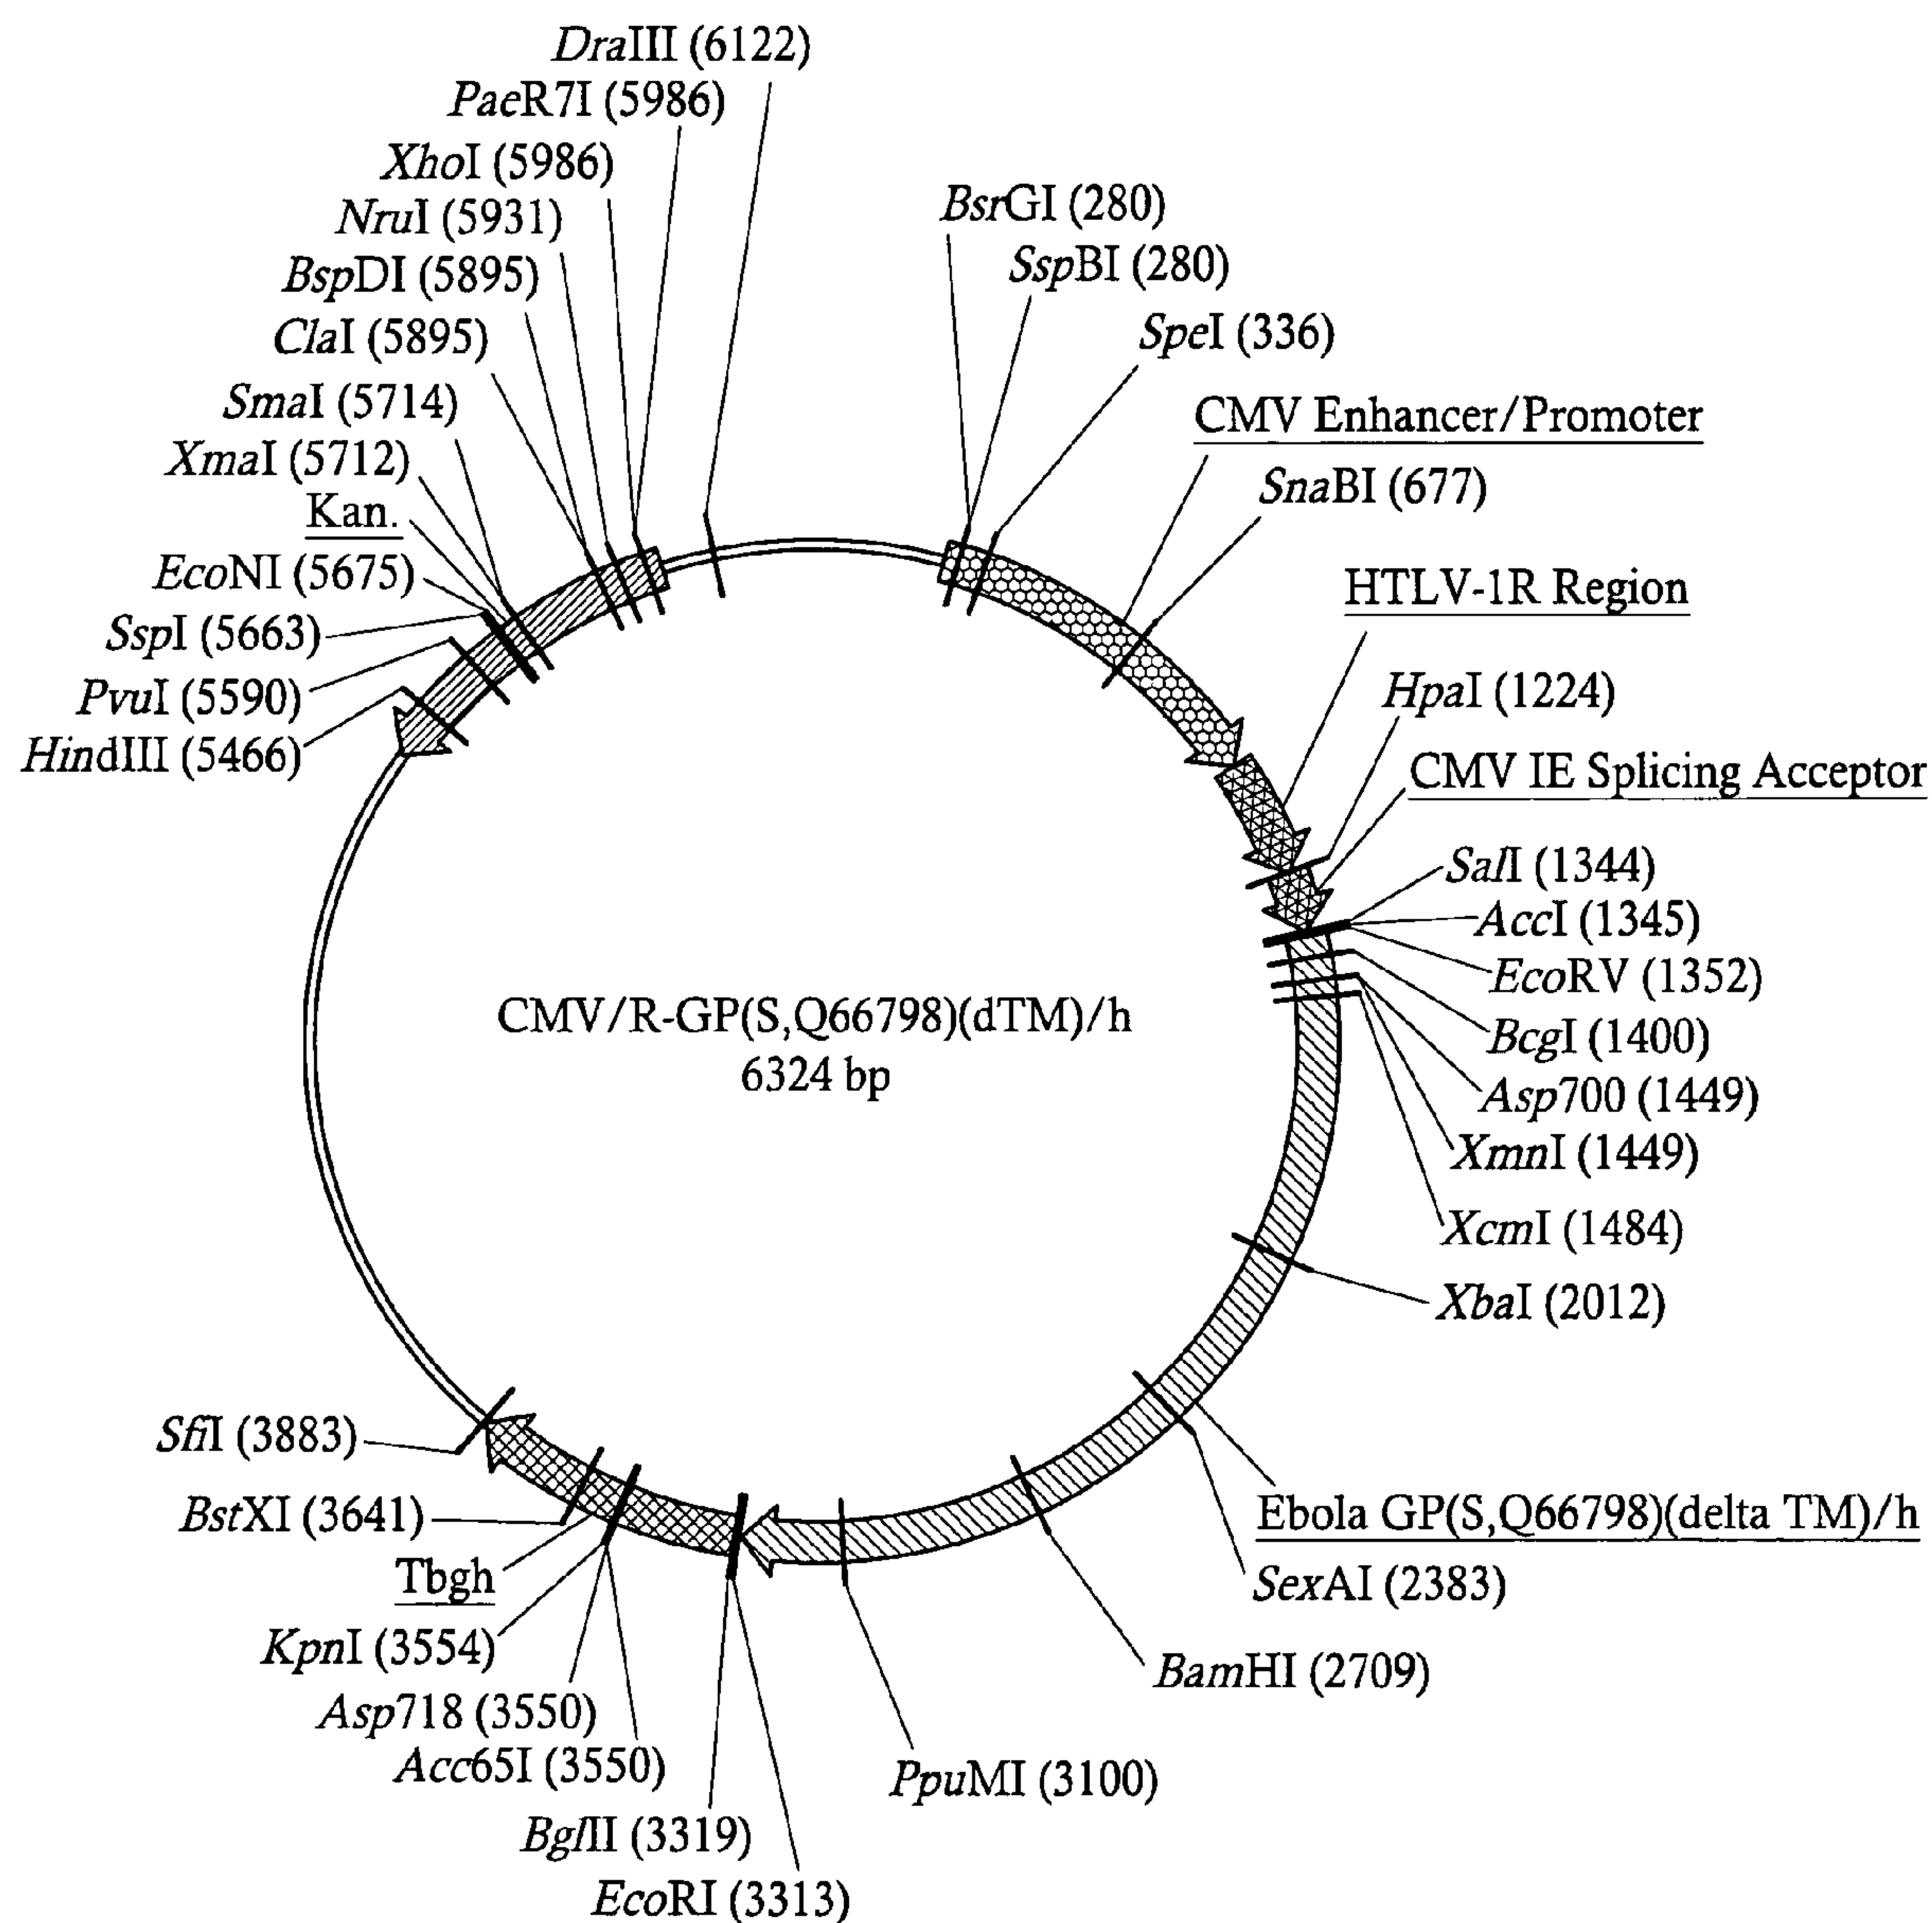 DraIII (6122)
PaeR7I (5986)
XhoI (5986)
NruI (5931)
BspDI (5895)
ClaI (5895)
SmaI (5714)
XmaI (5712)
Kan.
EcoNI (5675)
SspI (5663)
PvuI (5590)
HindIII (5466)
BsrGI (280)
SspBI (280)
SpeI (336)
CMV Enhancer/Promoter
SnaBI (677)
HTLV-1R Region
HpaI (1224)
CMV IE Splicing Acceptor
SalI (1344)
AccI (1345)
EcoRV (1352)
BcgI (1400)
Asp700 (1449)
XmnI (1449)
XcmI (1484)
XbaI (2012)
CMV/R-GP(S,Q66798)(dTM)/h
6324 bp
Ebola GP(S,Q66798)(delta TM)/h
SexAI (2383)
BamHI (2709)
PpuMI (3100)
SfiI (3883)
BstXI (3641)
Tbgh
KpnI (3554)
Asp718 (3550)
Acc65I (3550)
BglII (3319)
EcoRI (3313)